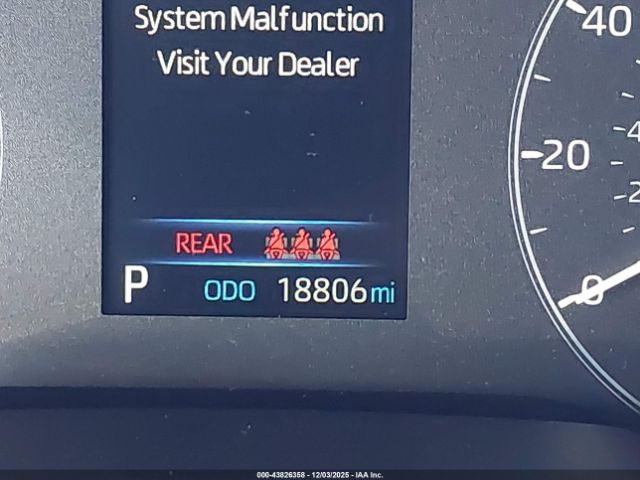 System Malfunction
Visit Your Dealer
40
20
0
REAR
P ODO 18806 mi
000-43826358 - 12/03/2025 - IAA Inc.